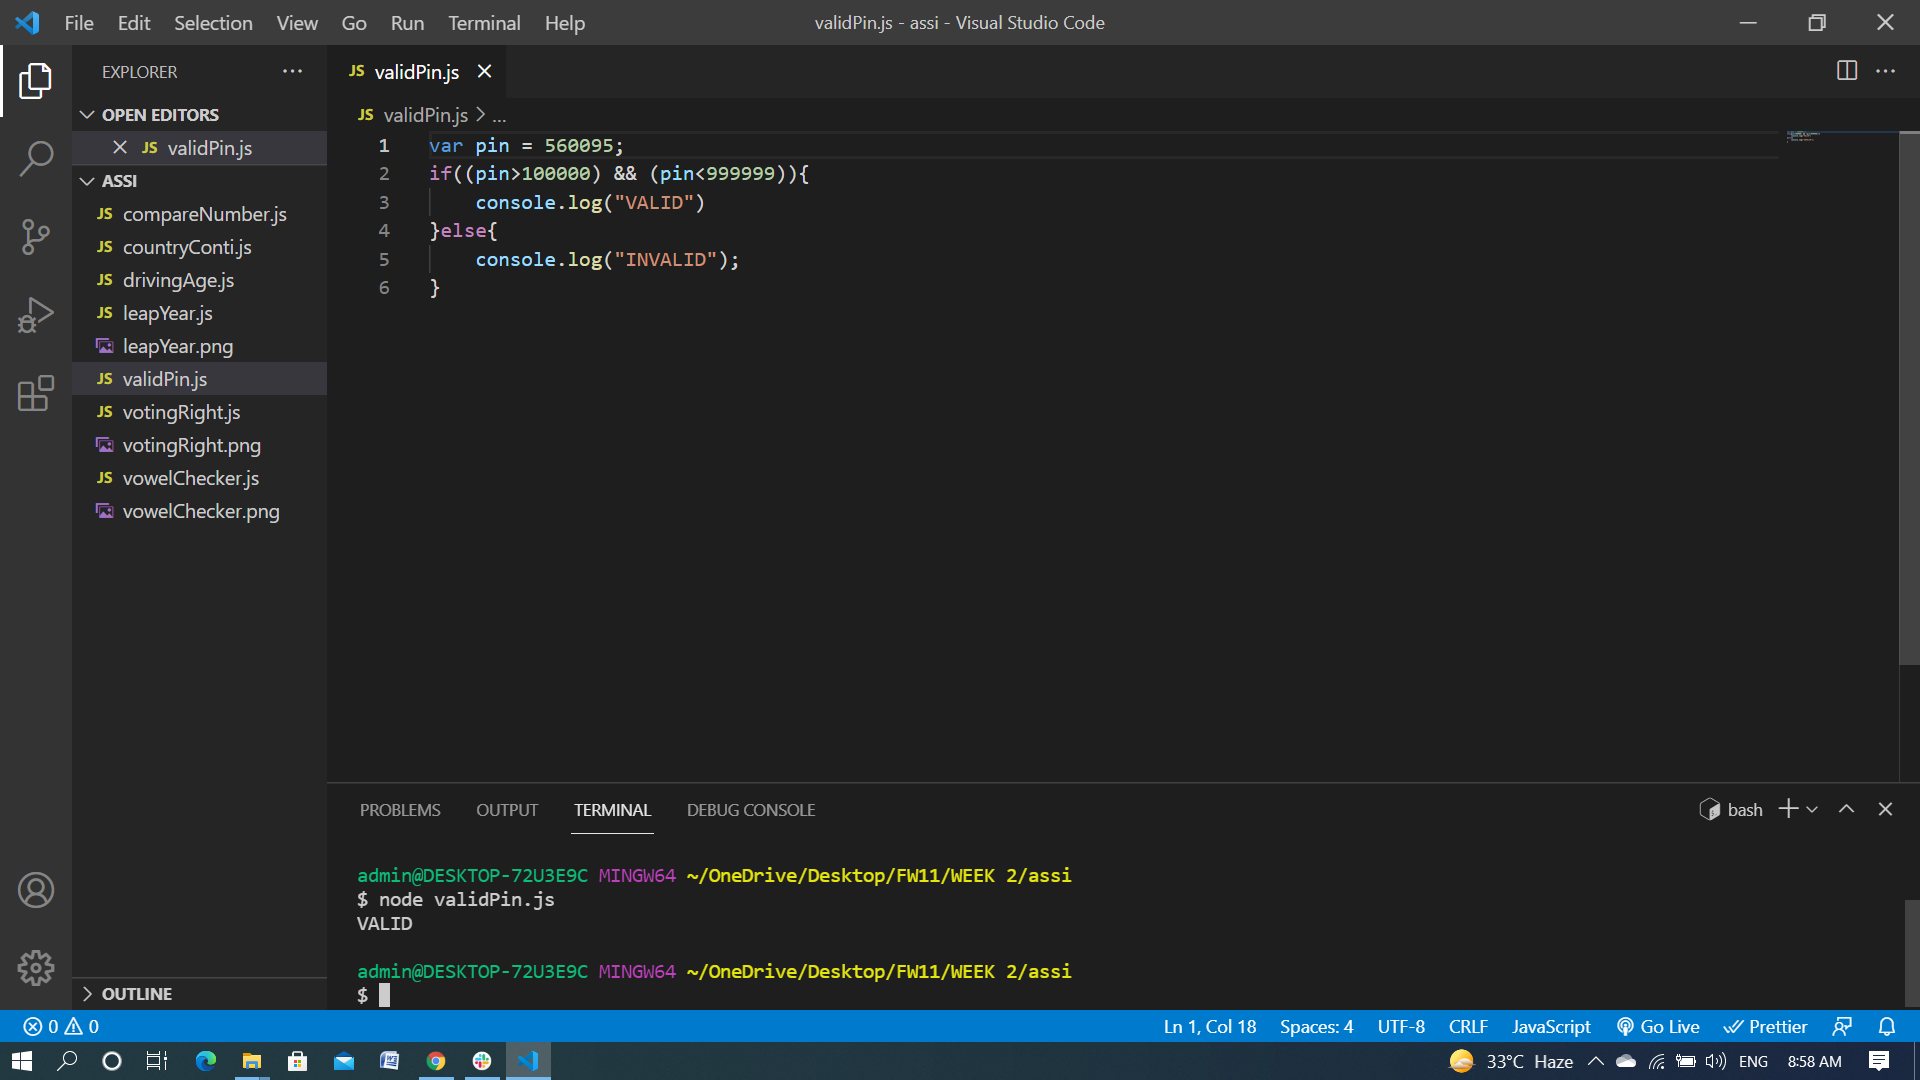 File Edit Selection View Go Run Terminal Help validPin.js - assi - Visual Studio Code
EXPLORER
JS validPin.js
OPEN EDITORS
JS validPin.js > ...
JS validPin.js
ASSI
JS compareNumber.js
JS countryConti.js
JS drivingAge.js
JS leapYear.js
leapYear.png
JS validPin.js
JS votingRight.js
votingRight.png
JS vowelChecker.js
vowelChecker.png
OUTLINE
1 var pin = 560095;
2 if((pin>100000) && (pin<999999)){
3 console.log("VALID")
4 }else{
5 console.log("INVALID");
6 }
PROBLEMS OUTPUT TERMINAL DEBUG CONSOLE bash
admin@DESKTOP-72U3E9C MINGW64 ~/OneDrive/Desktop/FW11/WEEK 2/assi
$ node validPin.js
VALID
admin@DESKTOP-72U3E9C MINGW64 ~/OneDrive/Desktop/FW11/WEEK 2/assi
$
0 0 Ln 1, Col 18 Spaces: 4 UTF-8 CRLF JavaScript Go Live Prettier
33°C Haze ENG 8:58 AM